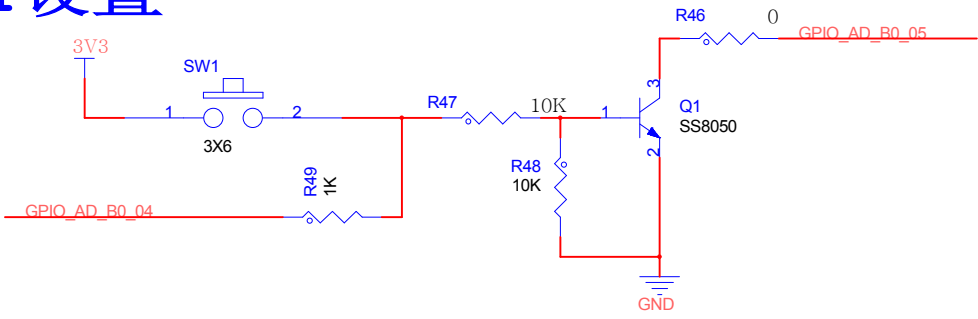 设置
R46
0
GPIO_AD_B0_05
3V3
SW1
1
2
3X6
R47
10K
1
3
2
Q1
SS8050
R48
10K
R49
1K
GPIO_AD_B0_04
GND